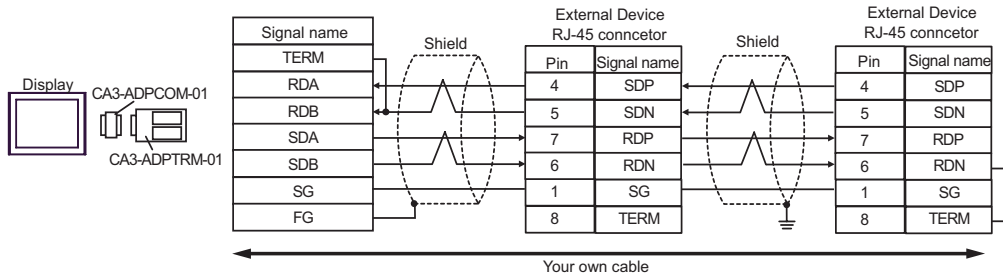 Display
CA3-ADPCOM-01
CA3-ADPTRM-01
Signal name
TERM
RDA
RDB
SDA
SDB
SG
FG
Shield
External Device
RJ-45 conncetor
Pin Signal name
4 SDP
5 SDN
7 RDP
6 RDN
1 SG
8 TERM
Shield
External Device
RJ-45 conncetor
Pin Signal name
4 SDP
5 SDN
7 RDP
6 RDN
1 SG
8 TERM
Your own cable